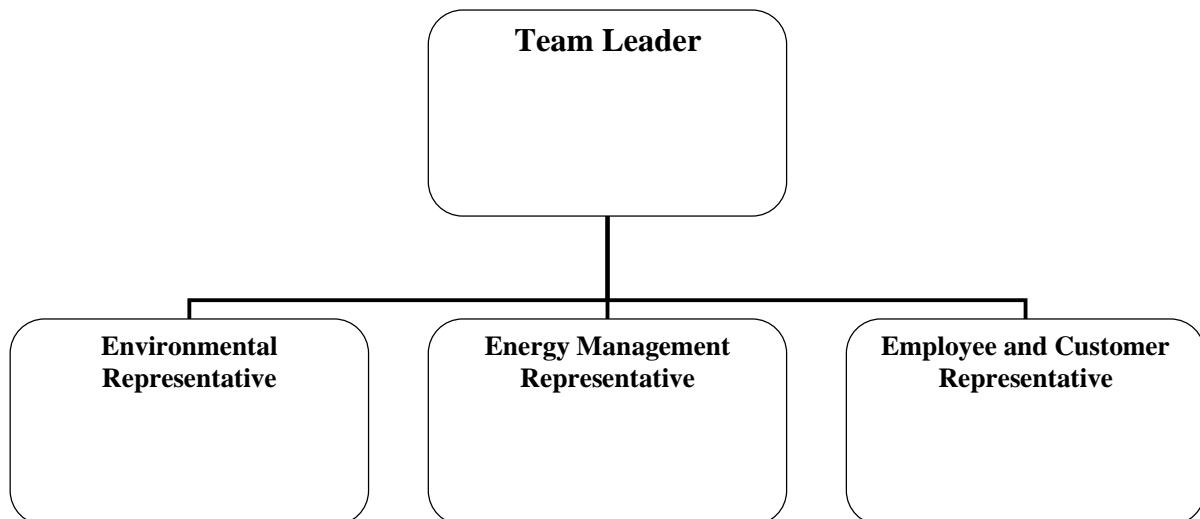 Team Leader
Environmental
Representative
Energy Management
Representative
Employee and Customer
Representative